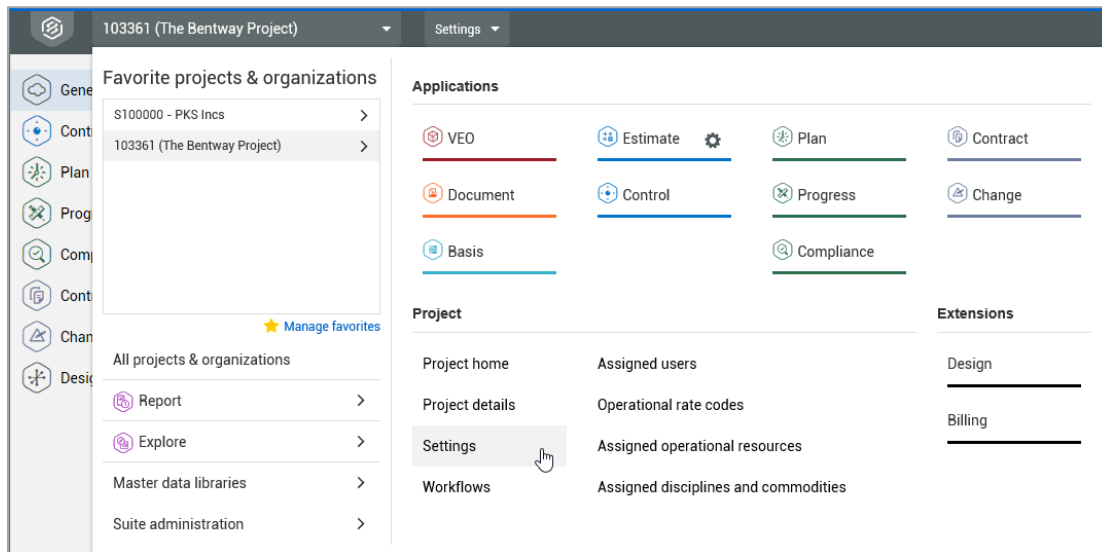 103361 (The Bentway Project)
Settings
Gene
Cont
Plan
Prog
Com
Cont
Chan
Desig
Favorite projects & organizations
S100000 - PKS Incs
103361 (The Bentway Project)
Manage favorites
All projects & organizations
Report
Explore
Master data libraries
Suite administration
Applications
VEO
Estimate
Plan
Contract
Document
Control
Progress
Change
Basis
Compliance
Project
Project home
Assigned users
Project details
Operational rate codes
Settings
Assigned operational resources
Workflows
Assigned disciplines and commodities
Extensions
Design
Billing